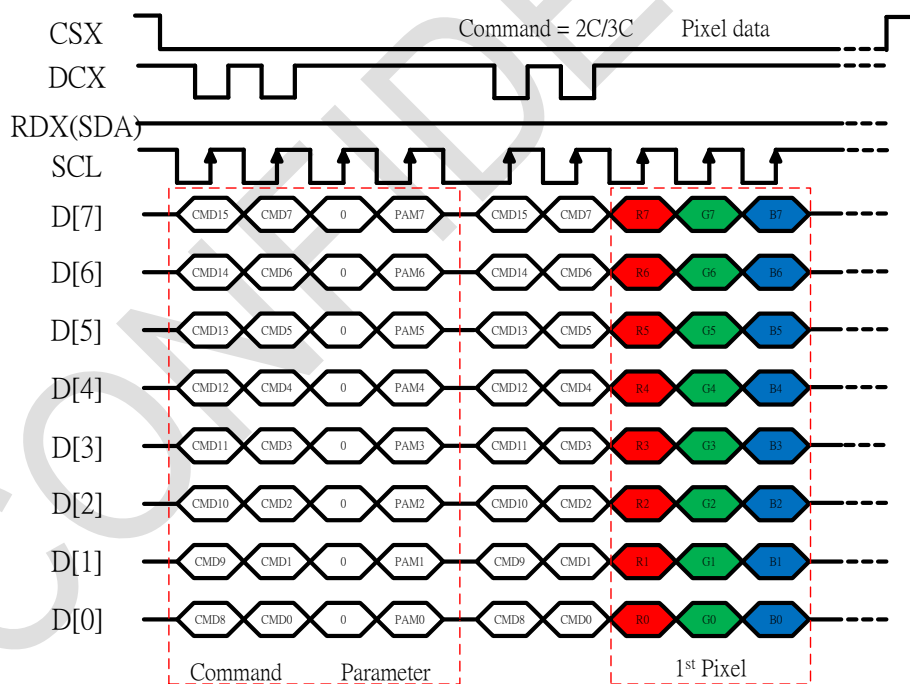 CSX Command = 2C/3C Pixel data
DCX
RDX(SDA)
SCL
D[7] CMD15 CMD7 0 PAM7 CMD15 CMD7 R7 G7 B7
D[6] CMD14 CMD6 0 PAM6 CMD14 CMD6 R6 G6 B6
D[5] CMD13 CMD5 0 PAM5 CMD13 CMD5 R5 G5 B5
D[4] CMD12 CMD4 0 PAM4 CMD12 CMD4 R4 G4 B4
D[3] CMD11 CMD3 0 PAM3 CMD11 CMD3 R3 G3 B3
D[2] CMD10 CMD2 0 PAM2 CMD10 CMD2 R2 G2 B2
D[1] CMD9 CMD1 0 PAM1 CMD9 CMD1 R1 G1 B1
D[0] CMD8 CMD0 0 PAM0 CMD8 CMD0 R0 G0 B0
Command Parameter 1st Pixel
CONFIDE